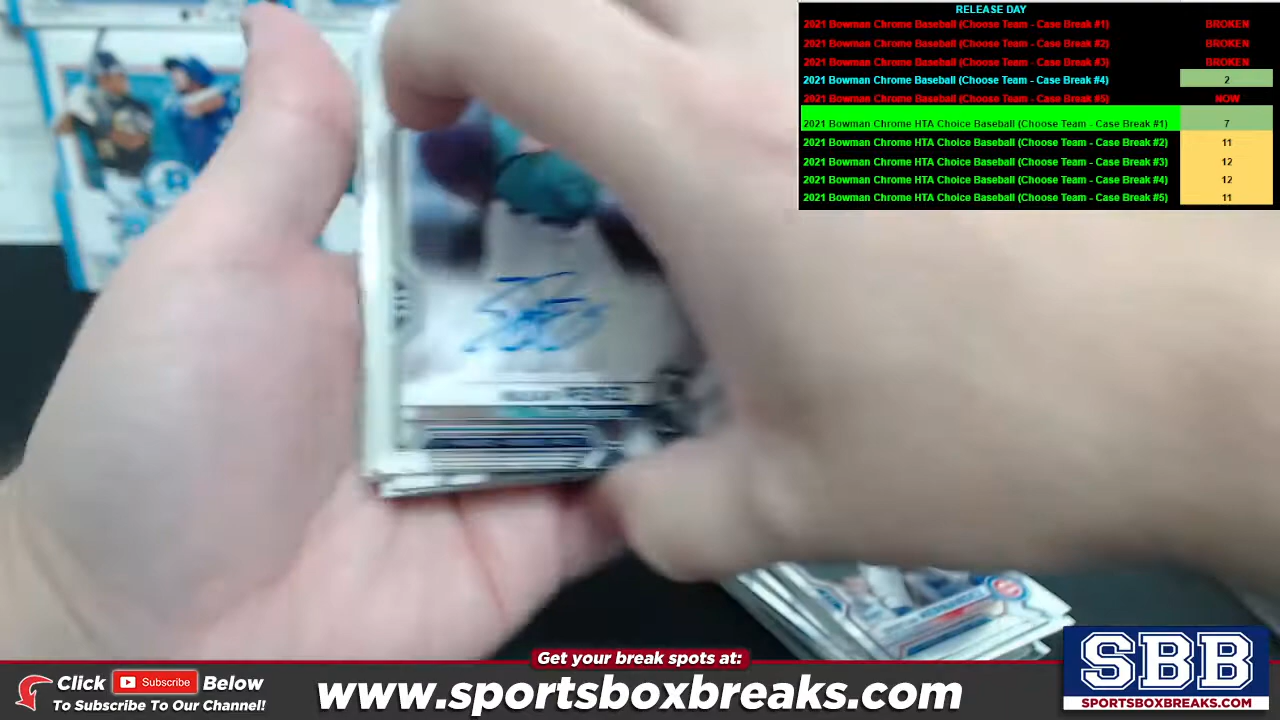 RELEASE DAY
2021 Bowman Chrome Baseball (Choose Team - Case Break #1) BROKEN
2021 Bowman Chrome Baseball (Choose Team - Case Break #2) BROKEN
2021 Bowman Chrome Baseball (Choose Team - Case Break #3) BROKEN
2021 Bowman Chrome Baseball (Choose Team - Case Break #4) 2
2021 Bowman Chrome Baseball (Choose Team - Case Break #5) NOW
2021 Bowman Chrome HTA Choice Baseball (Choose Team - Case Break #1) 7
2021 Bowman Chrome HTA Choice Baseball (Choose Team - Case Break #2) 11
2021 Bowman Chrome HTA Choice Baseball (Choose Team - Case Break #3) 12
2021 Bowman Chrome HTA Choice Baseball (Choose Team - Case Break #4) 12
2021 Bowman Chrome HTA Choice Baseball (Choose Team - Case Break #5) 11
PEREZ
Get your break spots at:
Click Subscribe Below
To Subscribe To Our Channel!
www.sportsboxbreaks.com
SBB
SPORTSBOXBREAKS.COM